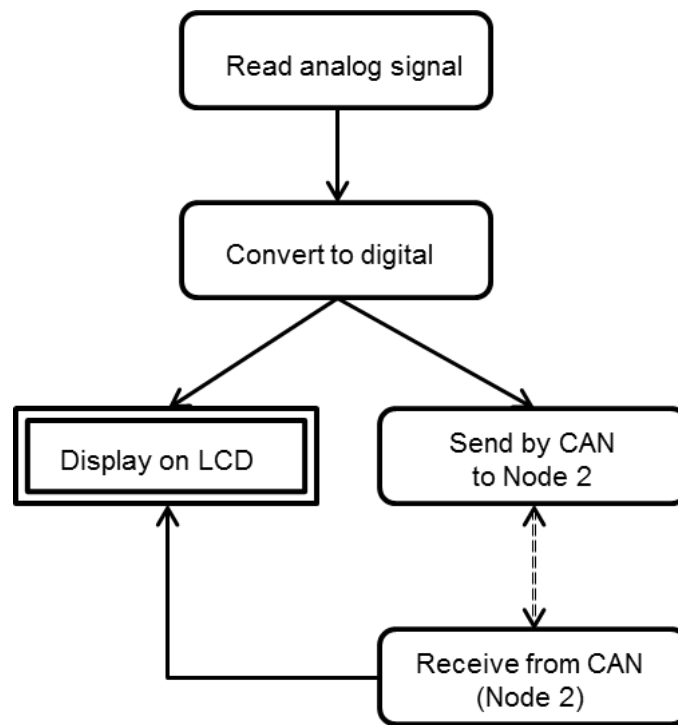 Read analog signal
Convert to digital
Display on LCD
Send by CAN
to Node 2
Receive from CAN
(Node 2)